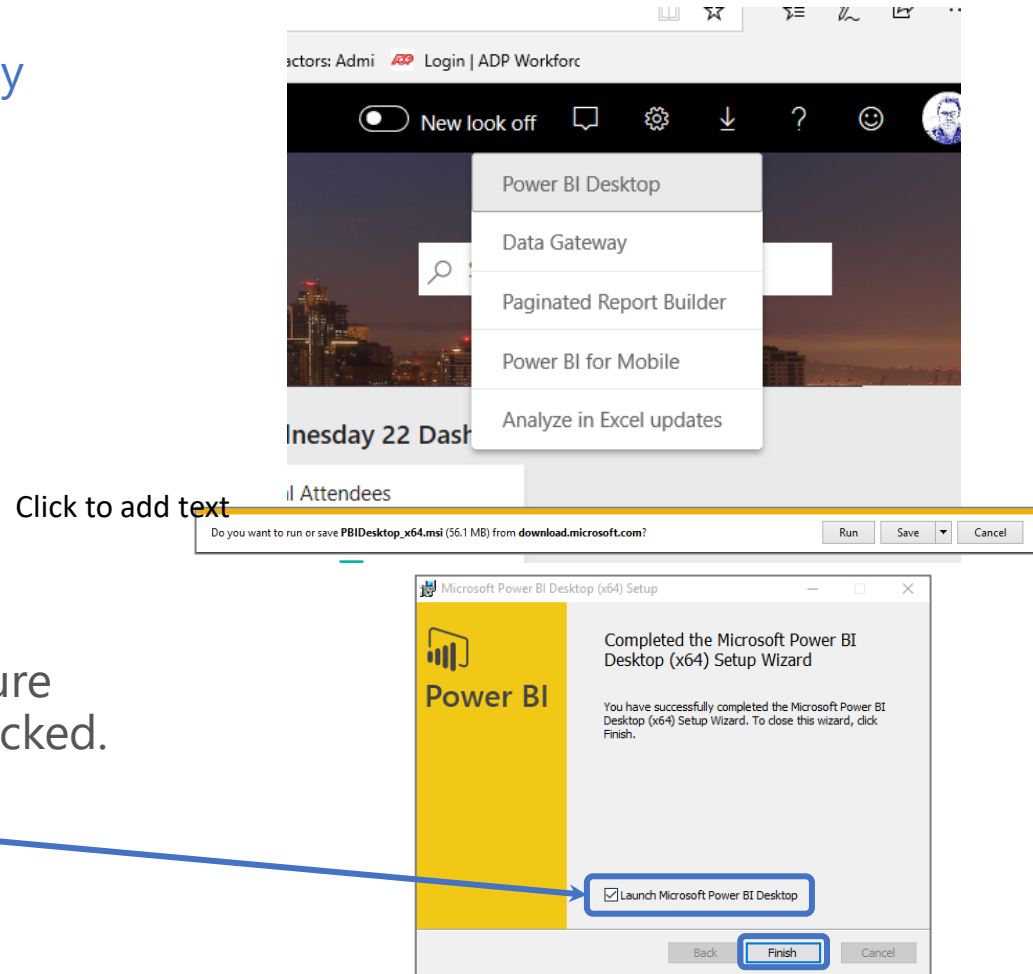 y
actors: Admi
Login | ADP Workforc
New look off
Power BI Desktop
Data Gateway
Paginated Report Builder
Power BI for Mobile
Analyze in Excel updates
nesday 22 Dash
l Attendees
Click to add text
Do you want to run or save PBIDesktop_x64.msi (56.1 MB) from download.microsoft.com?
Run
Save
Cancel
Microsoft Power BI Desktop (x64) Setup
Power BI
Completed the Microsoft Power BI
Desktop (x64) Setup Wizard
You have successfully completed the Microsoft Power BI
Desktop (x64) Setup Wizard. To close this wizard, click
Finish.
ure
cked.
Launch Microsoft Power BI Desktop
Back
Finish
Cancel